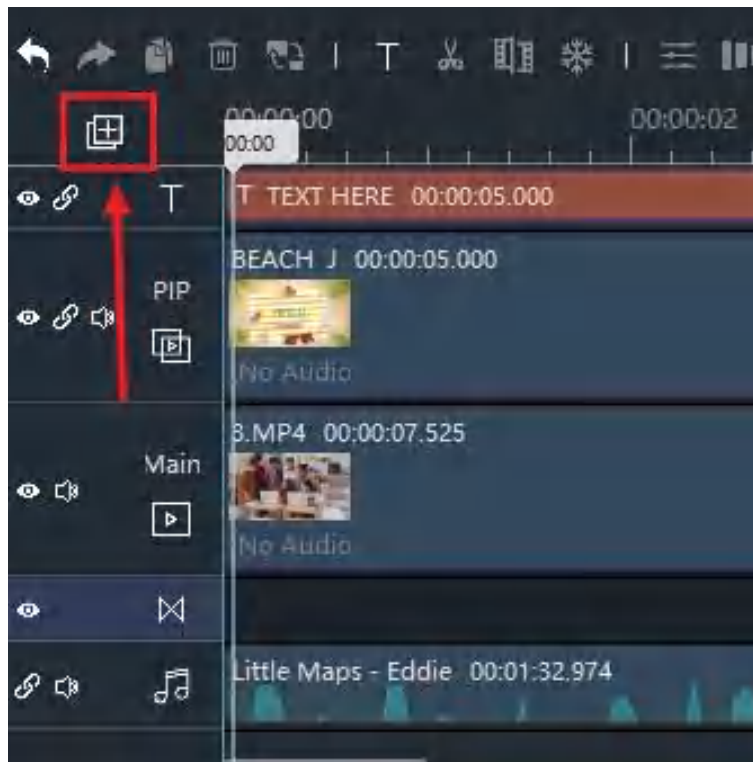 T
00:00:00 00:00:02
00:00
T T TEXT HERE 00:00:05.000
BEACH J 00:00:05.000
PIP
No Audio
3.MP4 00:00:07.525
Main
No Audio
Little Maps - Eddie 00:01:32.974